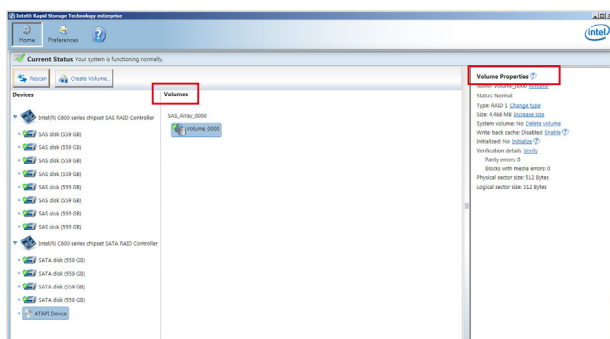 Intel® Rapid Storage Technology enterprise
Home
Preferences
intel
Current Status Your system is functioning normally.
Rescan
Create Volume...
Devices
Intel(R) C600 series chipset SAS RAID Controller
SAS disk (559 GB)
SAS disk (559 GB)
SAS disk (559 GB)
SAS disk (559 GB)
SAS disk (559 GB)
SAS disk (559 GB)
SAS disk (559 GB)
SAS disk (559 GB)
Intel(R) C600 series chipset SATA RAID Controller
SATA disk (559 GB)
SATA disk (559 GB)
SATA disk (559 GB)
SATA disk (559 GB)
ATAPI Device
Volumes
SAS_Array_0000
Volume_0000
Volume Properties ?
Name: Volume_0000 Rename
Status: Normal
Type: RAID 1 Change type
Size: 4,468 MB Increase size
System volume: No Delete volume
Write-back cache: Disabled Enable ?
Initialized: No Initialize ?
Verification details Verify
Parity errors: 0
Blocks with media errors: 0
Physical sector size: 512 Bytes
Logical sector size: 512 Bytes